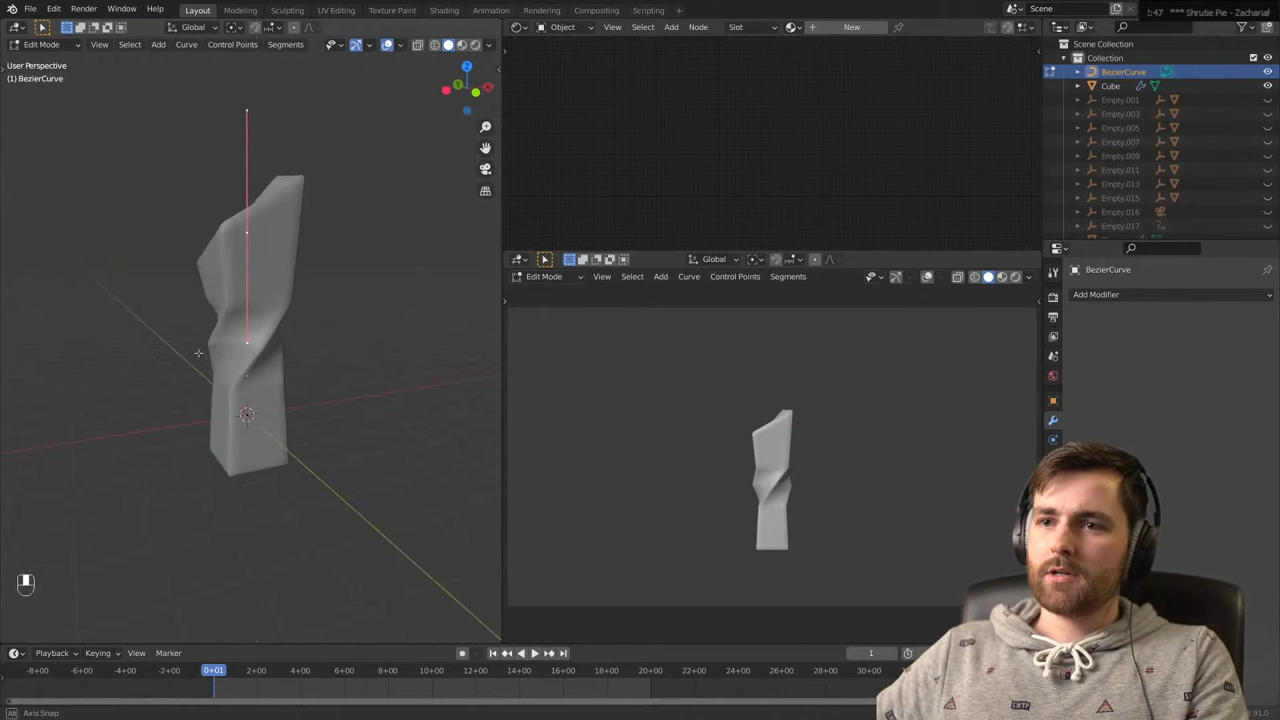 File Edit Render Window Help Layout Modeling Sculpting UV Editing Texture Paint Shading Animation Rendering Compositing Scripting + Scene
1:47 *** Shrutie Pie - Zachariah
Global Object View Select Add Node Slot New
Edit Mode View Select Add Curve Control Points Segments
Scene Collection
Collection
BezierCurve
Cube
Empty.001
Empty.003
Empty.005
Empty.007
Empty.009
Empty.011
Empty.013
Empty.015
Empty.016
Empty.017
User Perspective
(1) BezierCurve
Z
Y
Global
Edit Mode View Select Add Curve Control Points Segments
BezierCurve
Add Modifier
Playback Keying View Marker 1
-8+00 -6+00 -4+00 -2+00 0+01 2+00 4+00 6+00 8+00 10+00 12+00 14+00 16+00 18+00 20+00 22+00 24+00 26+00 28+00
Axis Snap